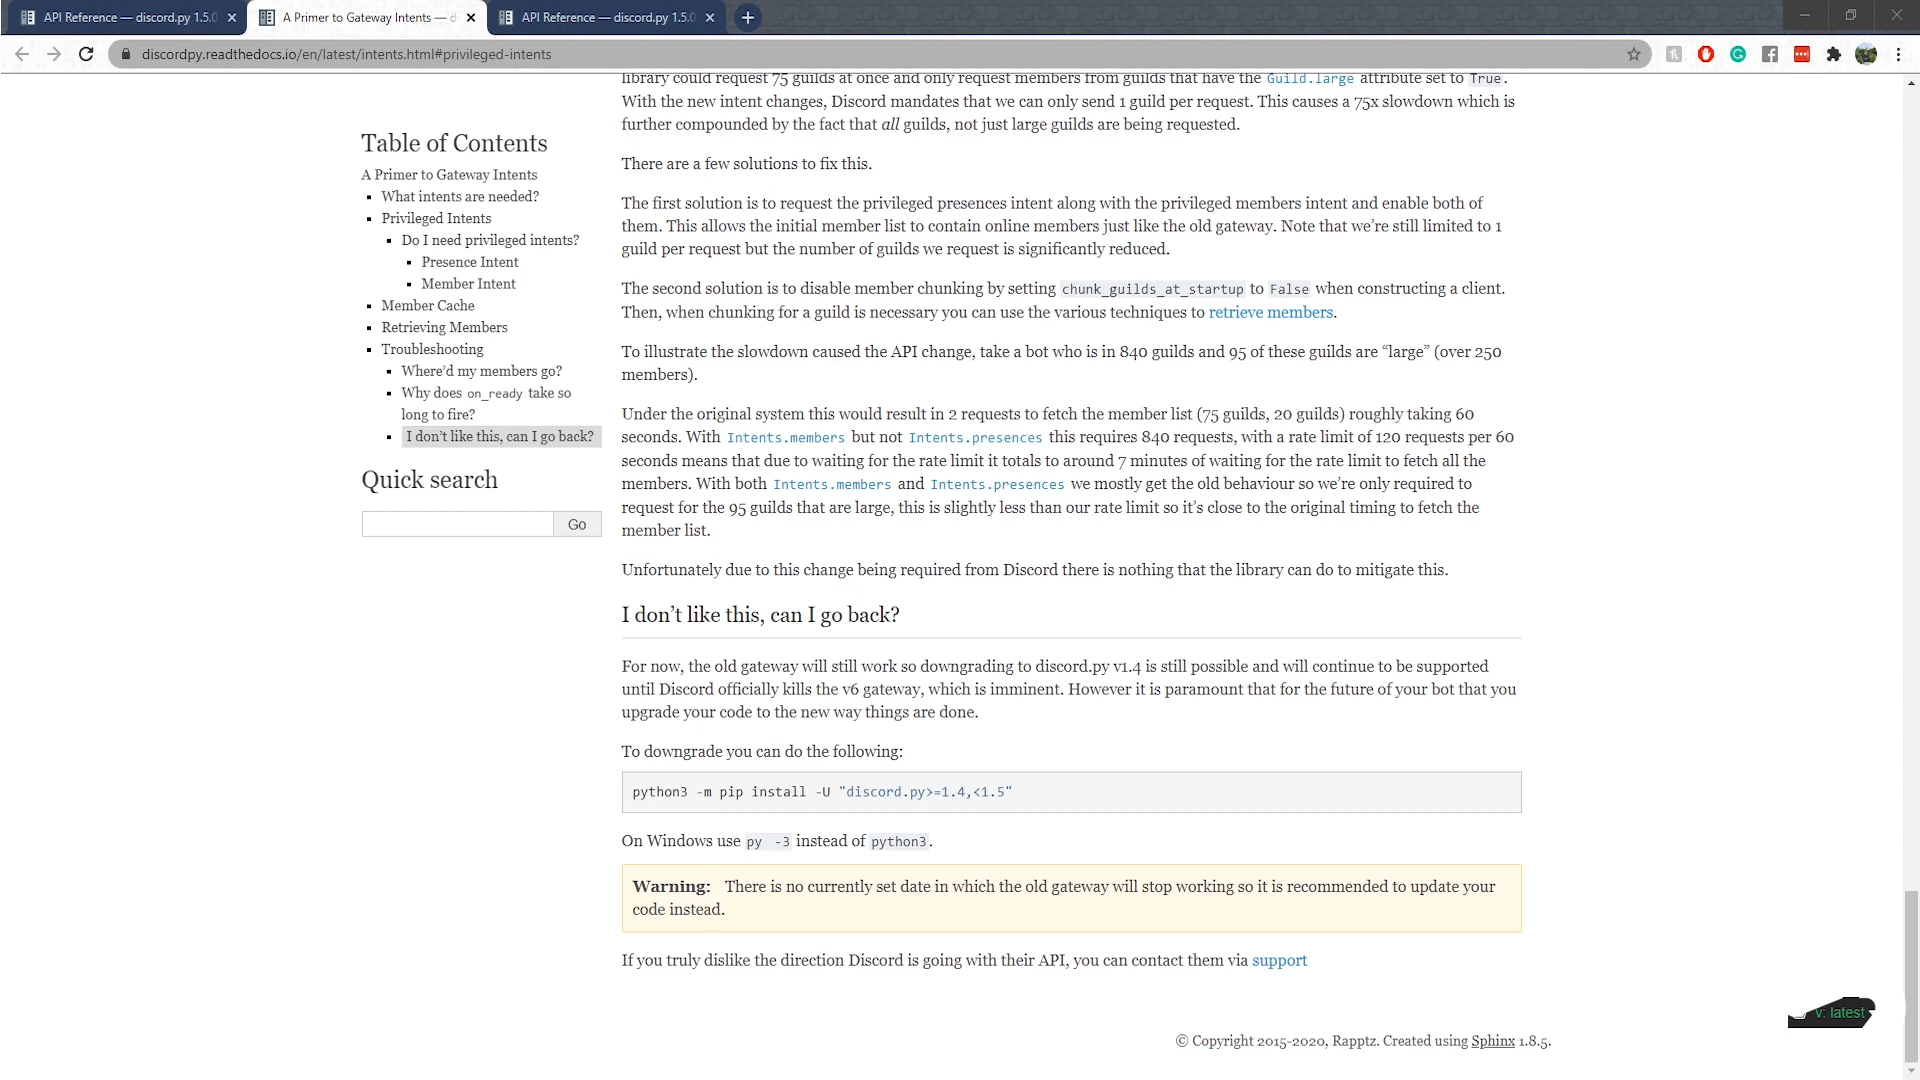 API Reference — discord.py 1.5.0
A Primer to Gateway Intents — d
API Reference — discord.py 1.5.0
discordpy.readthedocs.io/en/latest/intents.html#privileged-intents
Table of Contents
A Primer to Gateway Intents
What intents are needed?
Privileged Intents
Do I need privileged intents?
Presence Intent
Member Intent
Member Cache
Retrieving Members
Troubleshooting
Where’d my members go?
Why does on_ready take so
long to fire?
I don’t like this, can I go back?
Quick search
Go
library could request 75 guilds at once and only request members from guilds that have the Guild.large attribute set to True.
With the new intent changes, Discord mandates that we can only send 1 guild per request. This causes a 75x slowdown which is
further compounded by the fact that all guilds, not just large guilds are being requested.
There are a few solutions to fix this.
The first solution is to request the privileged presences intent along with the privileged members intent and enable both of
them. This allows the initial member list to contain online members just like the old gateway. Note that we’re still limited to 1
guild per request but the number of guilds we request is significantly reduced.
The second solution is to disable member chunking by setting chunk_guilds_at_startup to False when constructing a client.
Then, when chunking for a guild is necessary you can use the various techniques to retrieve members.
To illustrate the slowdown caused the API change, take a bot who is in 840 guilds and 95 of these guilds are “large” (over 250
members).
Under the original system this would result in 2 requests to fetch the member list (75 guilds, 20 guilds) roughly taking 60
seconds. With Intents.members but not Intents.presences this requires 840 requests, with a rate limit of 120 requests per 60
seconds means that due to waiting for the rate limit it totals to around 7 minutes of waiting for the rate limit to fetch all the
members. With both Intents.members and Intents.presences we mostly get the old behaviour so we’re only required to
request for the 95 guilds that are large, this is slightly less than our rate limit so it’s close to the original timing to fetch the
member list.
Unfortunately due to this change being required from Discord there is nothing that the library can do to mitigate this.
I don’t like this, can I go back?
For now, the old gateway will still work so downgrading to discord.py v1.4 is still possible and will continue to be supported
until Discord officially kills the v6 gateway, which is imminent. However it is paramount that for the future of your bot that you
upgrade your code to the new way things are done.
To downgrade you can do the following:
python3 -m pip install -U "discord.py>=1.4,<1.5"
On Windows use py -3 instead of python3.
Warning: There is no currently set date in which the old gateway will stop working so it is recommended to update your
code instead.
If you truly dislike the direction Discord is going with their API, you can contact them via support
v: latest
© Copyright 2015-2020, Rapptz. Created using Sphinx 1.8.5.